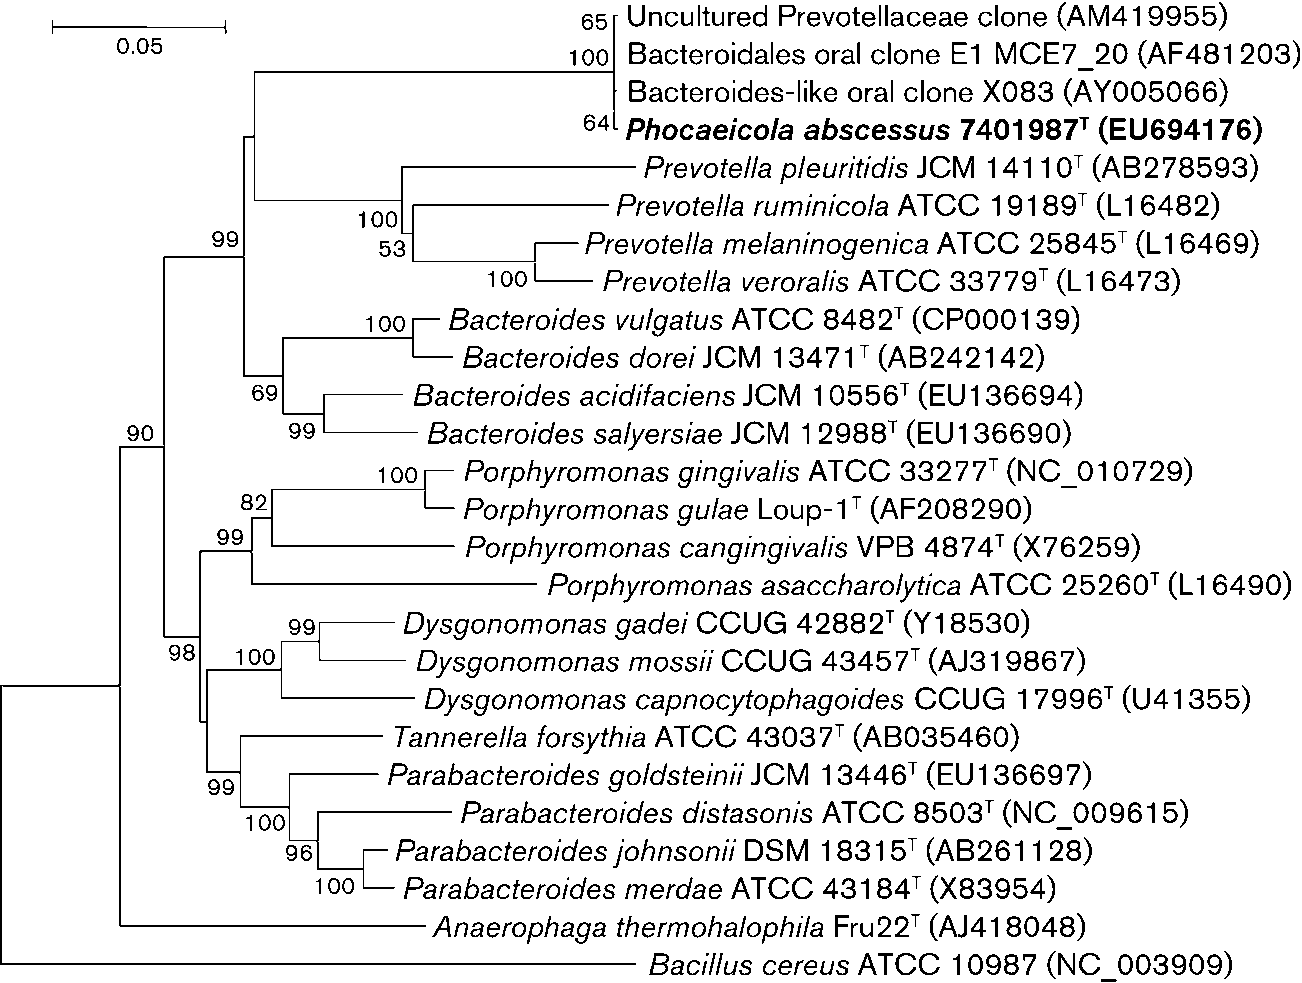 0.05
65
Uncultured Prevotellaceae clone (AM419955)
100
Bacteroidales oral clone E1 MCE7_20 (AF481203)
Bacteroides-like oral clone X083 (AY005066)
64
Phocaeicola abscessus 7401987ᵀ (EU694176)
Prevotella pleuritidis JCM 14110ᵀ (AB278593)
100
Prevotella ruminicola ATCC 19189ᵀ (L16482)
99
53
Prevotella melaninogenica ATCC 25845ᵀ (L16469)
100
Prevotella veroralis ATCC 33779ᵀ (L16473)
100
Bacteroides vulgatus ATCC 8482ᵀ (CP000139)
Bacteroides dorei JCM 13471ᵀ (AB242142)
69
Bacteroides acidifaciens JCM 10556ᵀ (EU136694)
90
99
Bacteroides salyersiae JCM 12988ᵀ (EU136690)
100
Porphyromonas gingivalis ATCC 33277ᵀ (NC_010729)
82
Porphyromonas gulae Loup-1ᵀ (AF208290)
99
Porphyromonas cangingivalis VPB 4874ᵀ (X76259)
Porphyromonas asaccharolytica ATCC 25260ᵀ (L16490)
99
Dysgonomonas gadei CCUG 42882ᵀ (Y18530)
98
100
Dysgonomonas mossii CCUG 43457ᵀ (AJ319867)
Dysgonomonas capnocytophagoides CCUG 17996ᵀ (U41355)
Tannerella forsythia ATCC 43037ᵀ (AB035460)
99
Parabacteroides goldsteinii JCM 13446ᵀ (EU136697)
100
Parabacteroides distasonis ATCC 8503ᵀ (NC_009615)
96
Parabacteroides johnsonii DSM 18315ᵀ (AB261128)
100
Parabacteroides merdae ATCC 43184ᵀ (X83954)
Anaerophaga thermohalophila Fru22ᵀ (AJ418048)
Bacillus cereus ATCC 10987 (NC_003909)